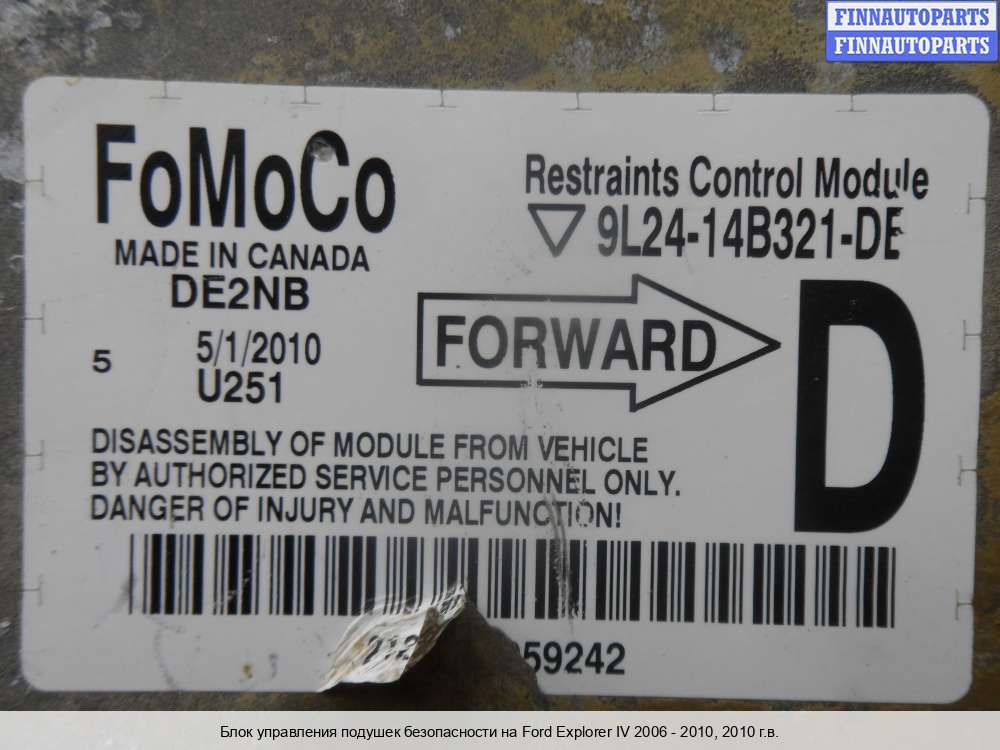 FINNAUTOPARTS
FINNAUTOPARTS
FoMoCo
MADE IN CANADA
DE2NB
5 5/1/2010
U251
Restraints Control Module
9L24-14B321-DE
FORWARD
D
DISASSEMBLY OF MODULE FROM VEHICLE
BY AUTHORIZED SERVICE PERSONNEL ONLY.
DANGER OF INJURY AND MALFUNCTION!
59242
Блок управления подушек безопасности на Ford Explorer IV 2006 - 2010, 2010 г.в.